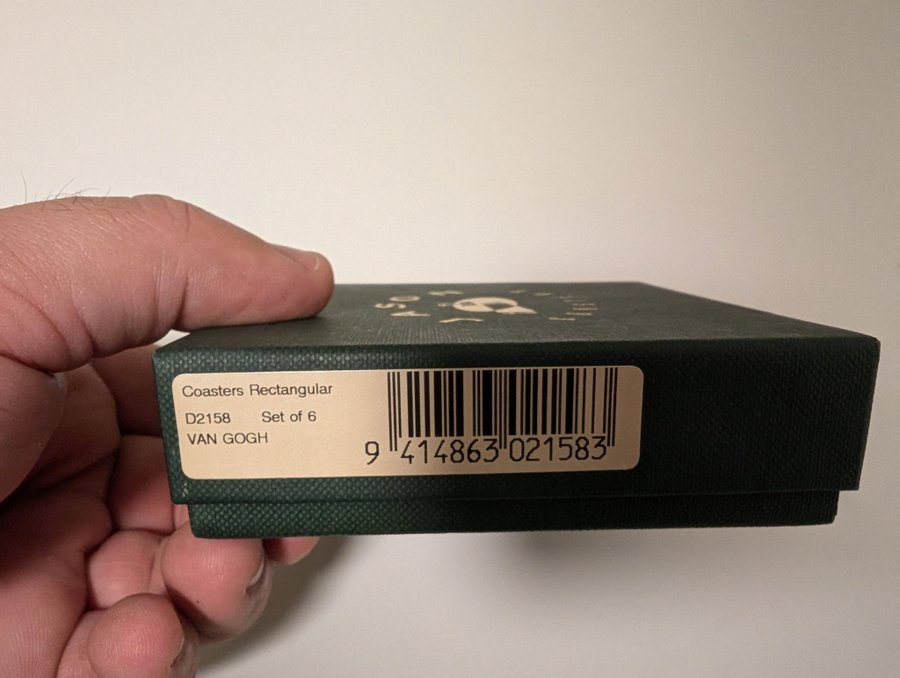 Coasters Rectangular
D2158 Set of 6
VAN GOGH
9 414863 021583